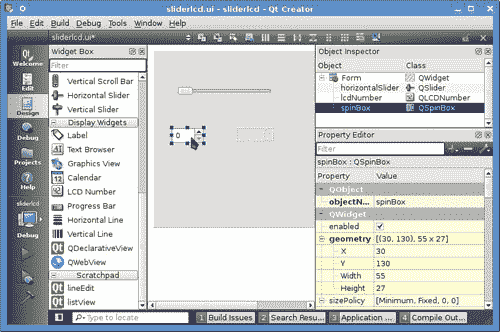 sliderlcd.ui - sliderlcd - Qt Creator
File Edit Build Debug Tools Window Help
sliderlcd.ui*
Welcome
Edit
Design
Debug
Projects
Help
sliderlcd
Debug
Widget Box
Filter
Vertical Scroll Bar
Horizontal Slider
Vertical Slider
Display Widgets
Label
Text Browser
Graphics View
Calendar
LCD Number
Progress Bar
Horizontal Line
Vertical Line
QDeclarativeView
QWebView
Scratchpad
lineEdit
listView
0
Object Inspector
Object Class
Form QWidget
horizontalSlider QSlider
lcdNumber QLCDNumber
spinBox QSpinBox
Property Editor
Filter
spinBox : QSpinBox
Property Value
QObject
objectN... spinBox
QWidget
enabled
geometry [(30, 130), 55 x 27]
X 30
Y 130
Width 55
Height 27
sizePolicy [Minimum, Fixed, 0, 0]
Type to locate
1 Build Issues
2 Search Resu...
3 Application ...
4 Compile Out...